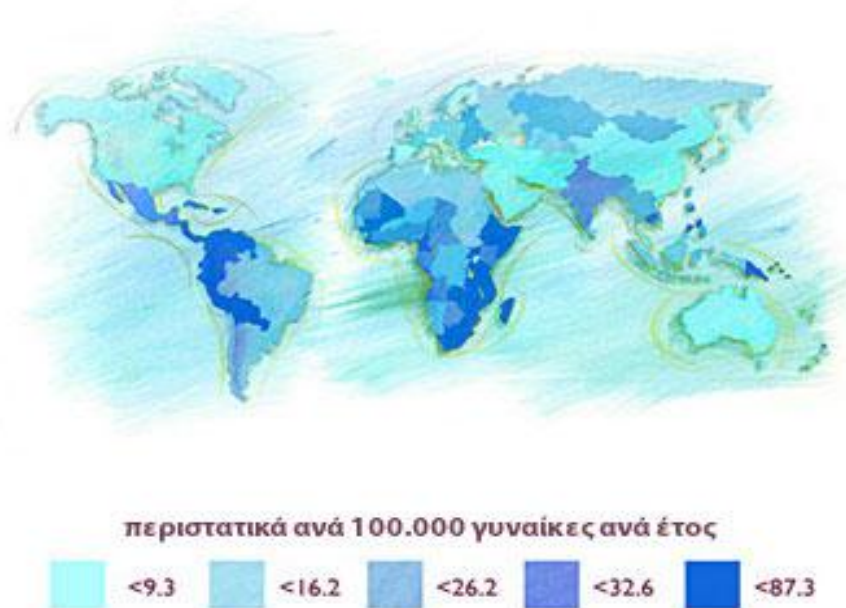 περιστατικά ανά 100.000 γυναίκες ανά έτος
<9.3 <16.2 <26.2 <32.6 <87.3